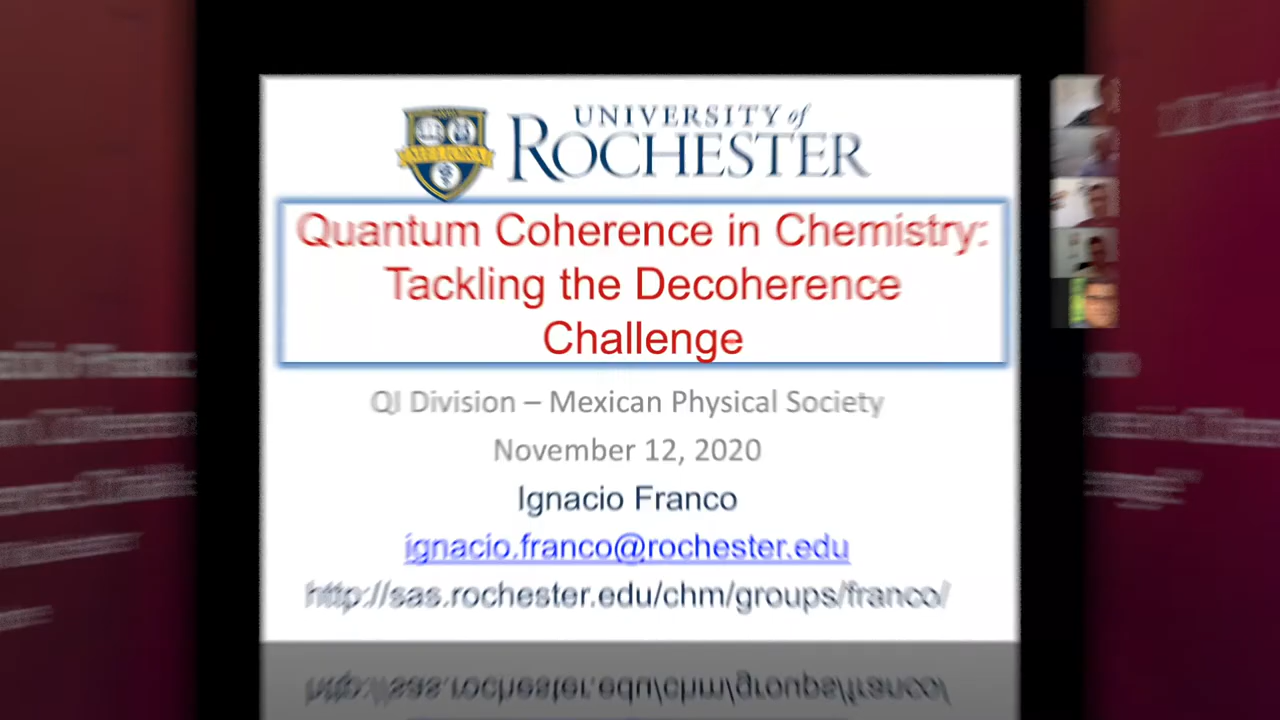 UNIVERSITY of
ROCHESTER
Quantum Coherence in Chemistry:
Tackling the Decoherence
Challenge
QI Division – Mexican Physical Society
November 12, 2020
Ignacio Franco
ignacio.franco@rochester.edu
http://sas.rochester.edu/chm/groups/franco/